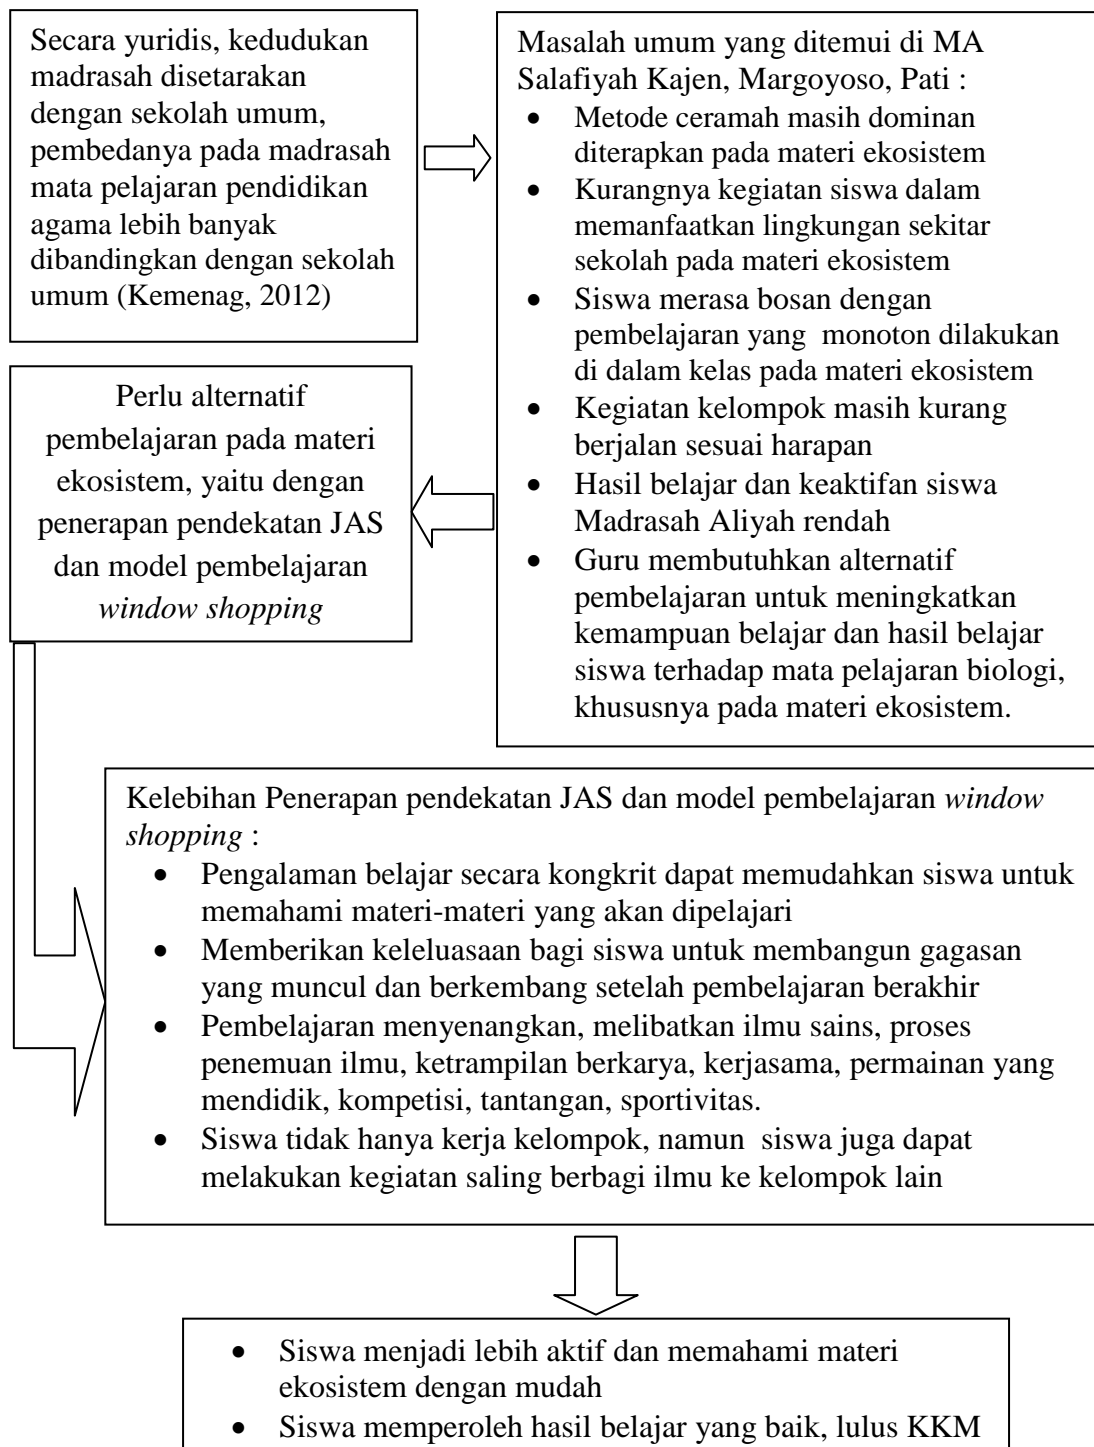 Secara yuridis, kedudukan
madrasah disetarakan
dengan sekolah umum,
pembedanya pada madrasah
mata pelajaran pendidikan
agama lebih banyak
dibandingkan dengan sekolah
umum (Kemenag, 2012)
Masalah umum yang ditemui di MA
Salafiyah Kajen, Margoyoso, Pati :
• Metode ceramah masih dominan
diterapkan pada materi ekosistem
• Kurangnya kegiatan siswa dalam
memanfaatkan lingkungan sekitar
sekolah pada materi ekosistem
• Siswa merasa bosan dengan
pembelajaran yang monoton dilakukan
di dalam kelas pada materi ekosistem
• Kegiatan kelompok masih kurang
berjalan sesuai harapan
• Hasil belajar dan keaktifan siswa
Madrasah Aliyah rendah
• Guru membutuhkan alternatif
pembelajaran untuk meningkatkan
kemampuan belajar dan hasil belajar
siswa terhadap mata pelajaran biologi,
khususnya pada materi ekosistem.
Perlu alternatif
pembelajaran pada materi
ekosistem, yaitu dengan
penerapan pendekatan JAS
dan model pembelajaran
window shopping
Kelebihan Penerapan pendekatan JAS dan model pembelajaran window
shopping :
• Pengalaman belajar secara kongkrit dapat memudahkan siswa untuk
memahami materi-materi yang akan dipelajari
• Memberikan keleluasaan bagi siswa untuk membangun gagasan
yang muncul dan berkembang setelah pembelajaran berakhir
• Pembelajaran menyenangkan, melibatkan ilmu sains, proses
penemuan ilmu, ketrampilan berkarya, kerjasama, permainan yang
mendidik, kompetisi, tantangan, sportivitas.
• Siswa tidak hanya kerja kelompok, namun siswa juga dapat
melakukan kegiatan saling berbagi ilmu ke kelompok lain
• Siswa menjadi lebih aktif dan memahami materi
ekosistem dengan mudah
• Siswa memperoleh hasil belajar yang baik, lulus KKM